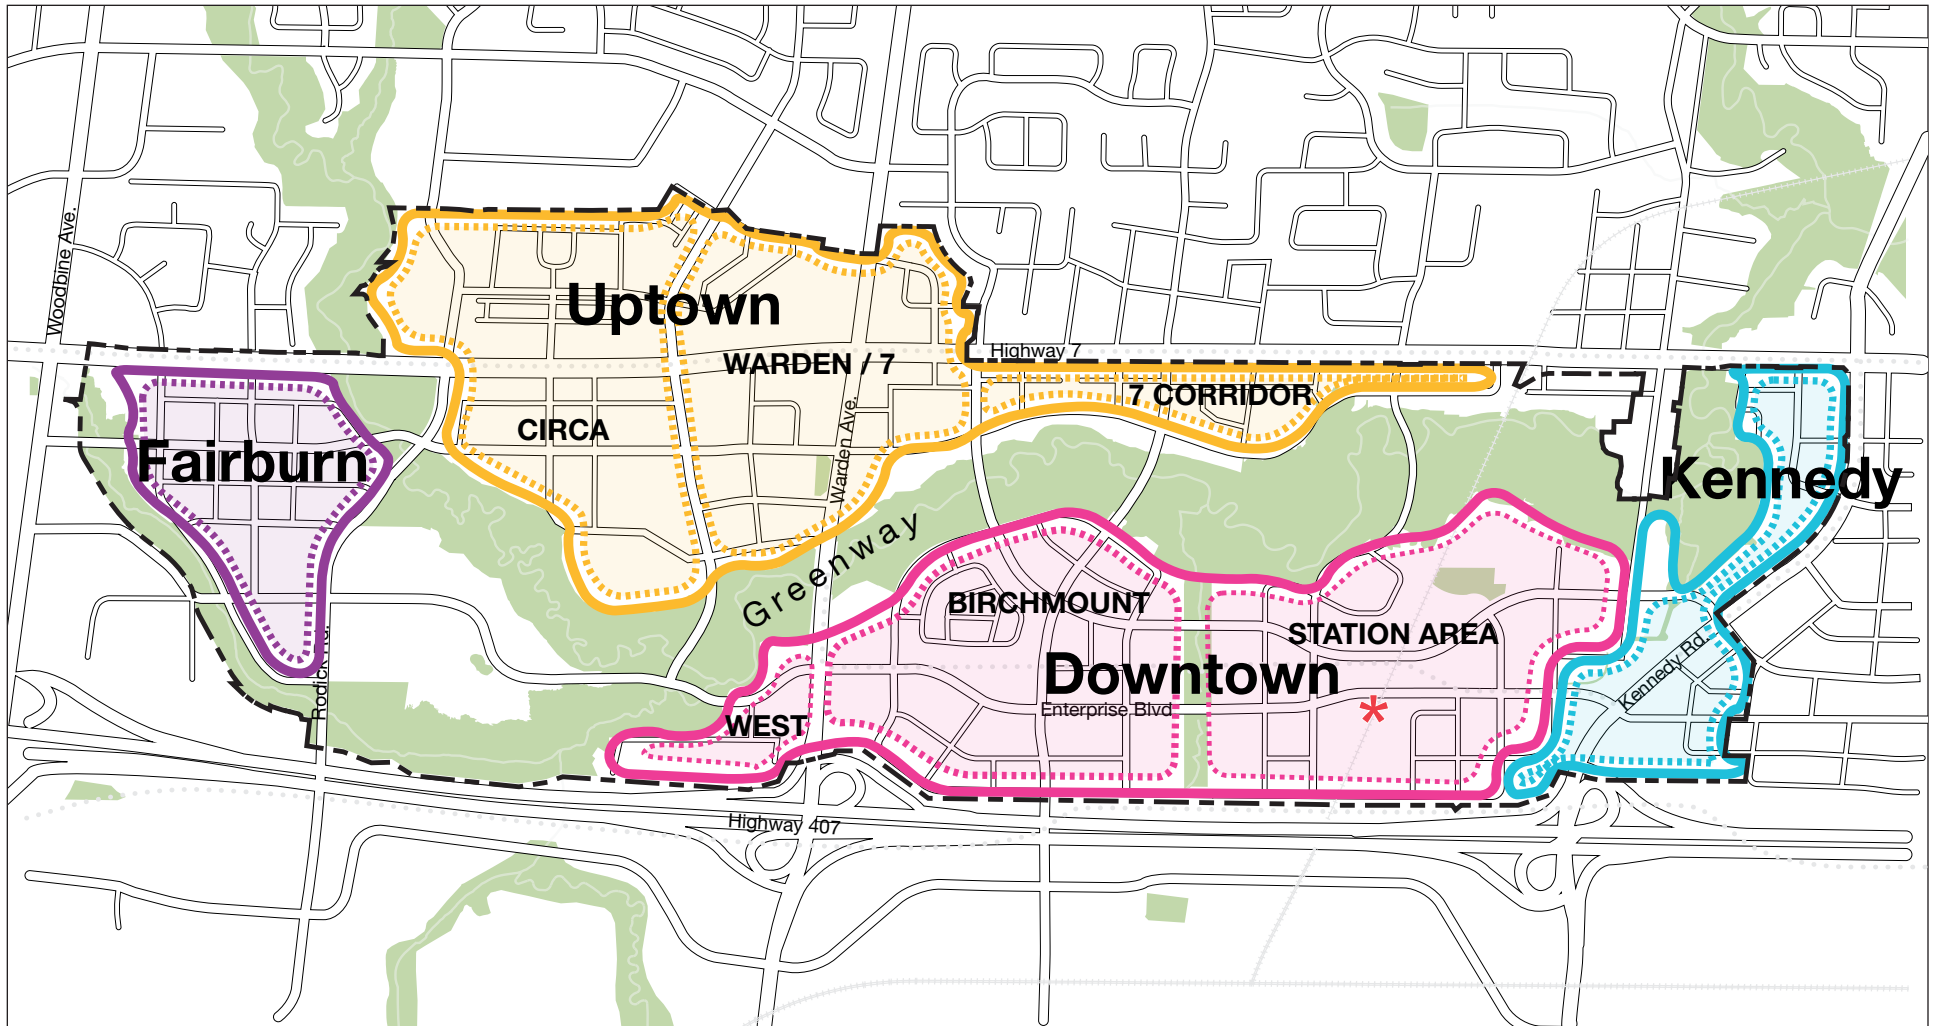 Woodbine Ave.
Uptown
Highway 7
WARDEN / 7
7 CORRIDOR
CIRCA
Warden Ave.
Fairburn
Kennedy
Greenway
BIRCHMOUNT
STATION AREA
Downtown
Kennedy Rd.
Enterprise Blvd
*
WEST
Rodick Rd.
Highway 407